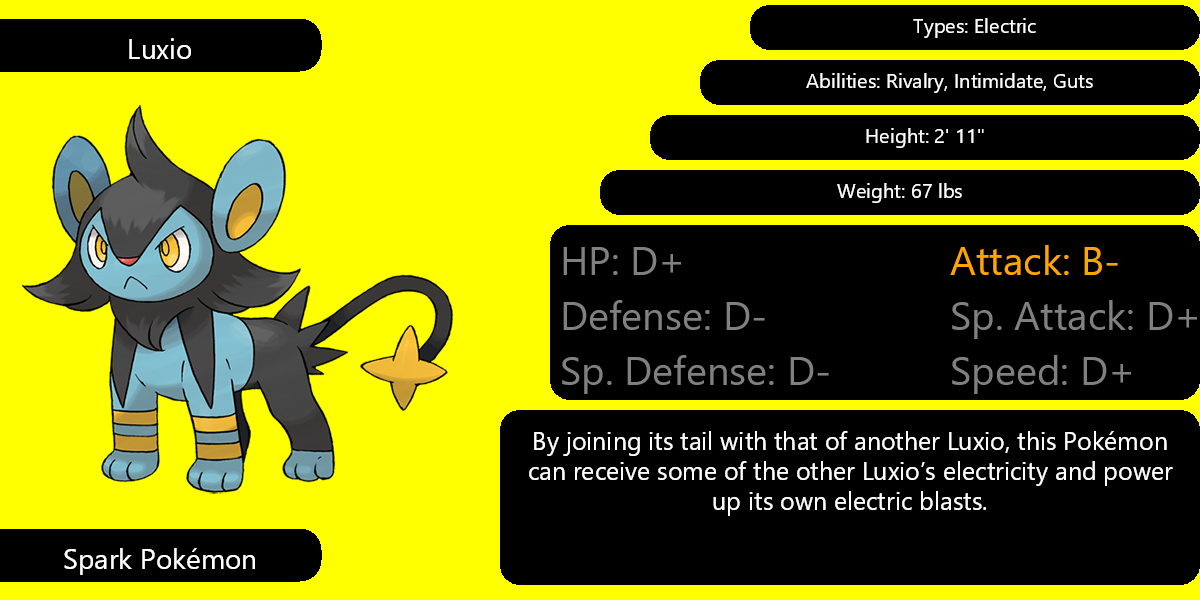 Luxio
Types: Electric
Abilities: Rivalry, Intimidate, Guts
Height: 2' 11"
Weight: 67 lbs
HP: D+ Attack: B-
Defense: D- Sp. Attack: D+
Sp. Defense: D- Speed: D+
By joining its tail with that of another Luxio, this Pokémon
can receive some of the other Luxio’s electricity and power
up its own electric blasts.
Spark Pokémon